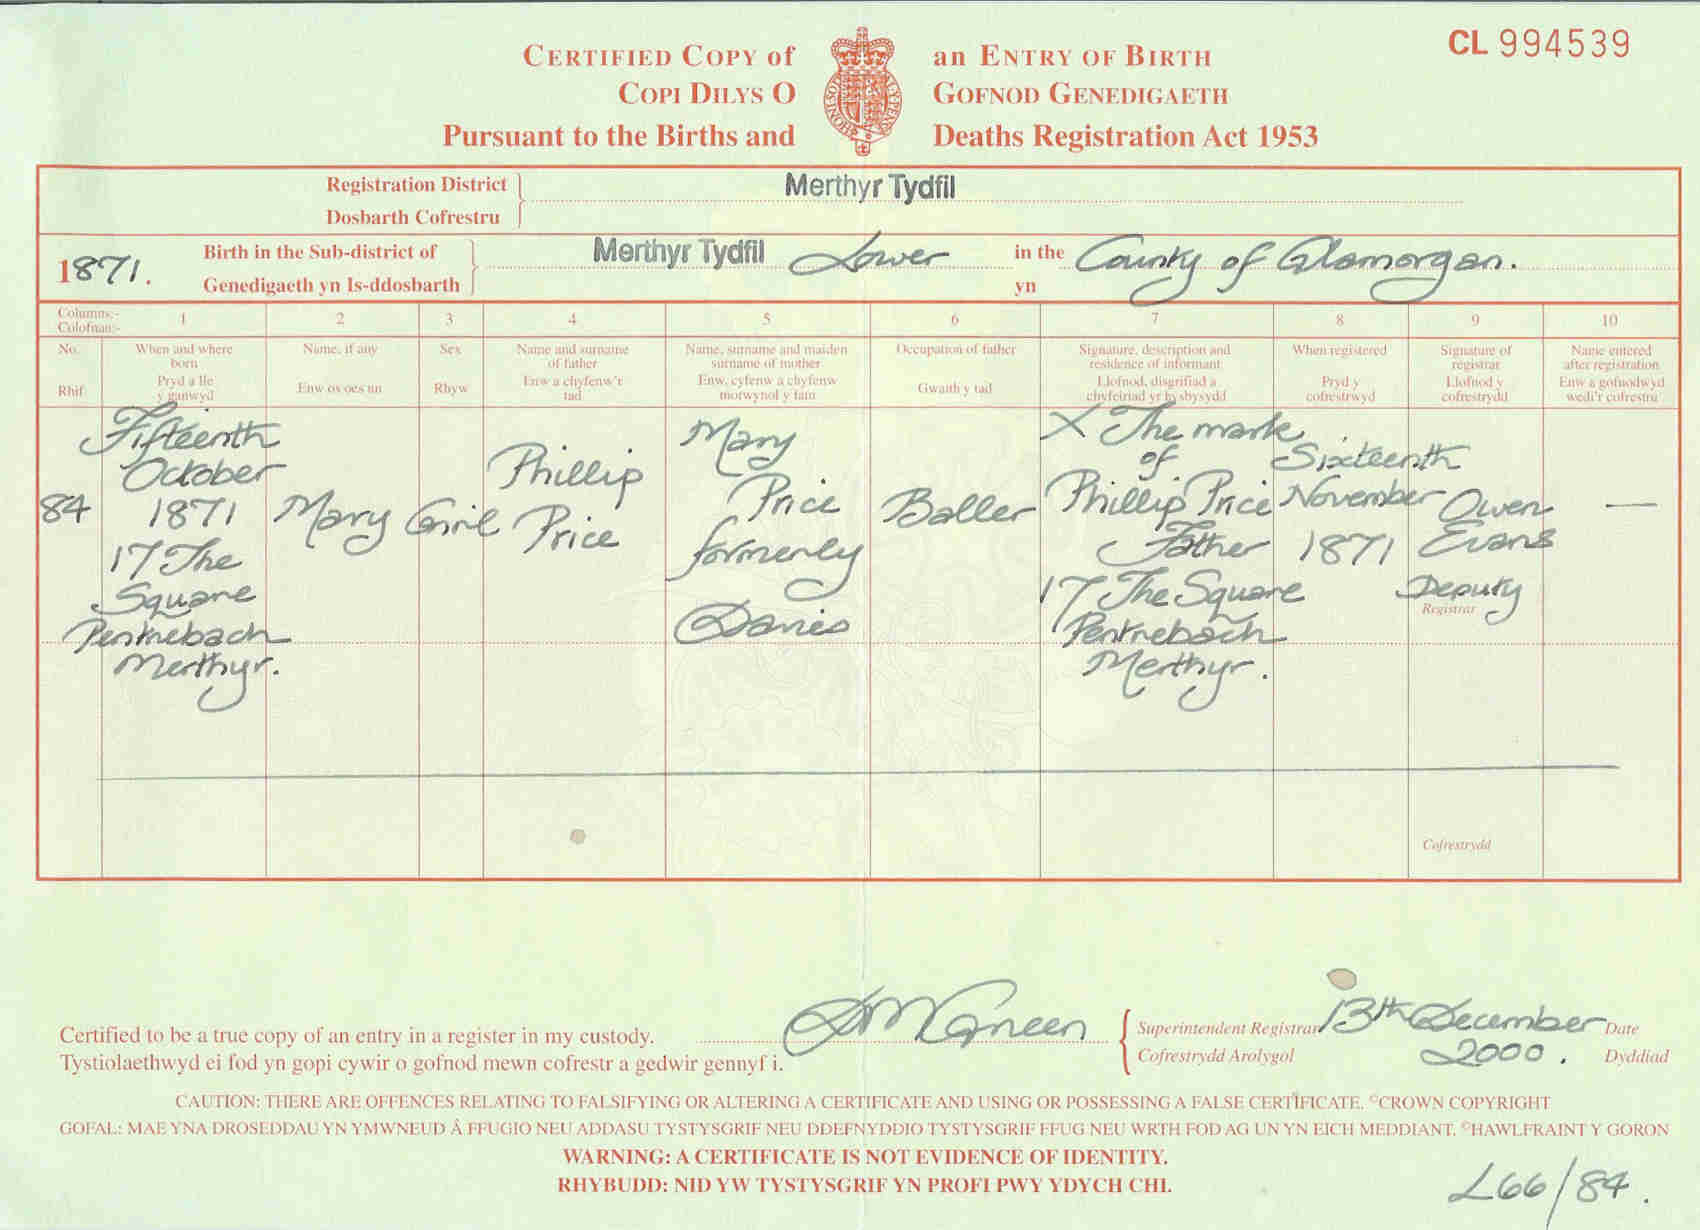 CERTIFIED COPY of an ENTRY OF BIRTH
COPI DILYS O GOFNOD GENEDIGAETH
Pursuant to the Births and Deaths Registration Act 1953
CL 994539
Registration District Merthyr Tydfil
Dosbarth Cofrestru
1871. Birth in the Sub-district of Merthyr Tydfil Lower in the County of Glamorgan.
Genedigaeth yn Is-ddosbarth yn
Columns:- 1 2 3 4 5 6 7 8 9 10
Colofnau:-
No. When and where born Name, if any Sex Name and surname of father Name, surname and maiden surname of mother Occupation of father Signature, description and residence of informant When registered Signature of registrar Name entered after registration
Rhif Pryd a lle y ganwyd Enw os oes un Rhyw Enw a chyfenw'r tad Enw, cyfenw a chyfenw morwynol y fam Gwaith y tad Llofnod, disgrifiad a chyfeiriad yr hysbysydd Pryd y cofrestrwyd Llofnod y cofrestrydd Enw a gofnodwyd wedi'r cofrestru
84
Fifteenth
October
1871
17 The
Square
Pentrebach
Merthyr.
Mary
Girl
Phillip
Price
Mary
Price
formerly
Davies
Baller
X The mark
of
Phillip Price
Father
17 The Square
Pentrebach
Merthyr.
Sixteenth
November
1871
Owen
Evans
Deputy
Registrar
—
Cofrestrydd
Certified to be a true copy of an entry in a register in my custody. Superintendent Registrar 13th December Date
Tystiolaethwyd ei fod yn gopi cywir o gofnod mewn cofrestr a gedwir gennyf i. Cofrestrydd Arolygol 2000. Dyddiad
CAUTION: THERE ARE OFFENCES RELATING TO FALSIFYING OR ALTERING A CERTIFICATE AND USING OR POSSESSING A FALSE CERTIFICATE. ©CROWN COPYRIGHT
GOFAL: MAE YNA DROSEDDAU YN YMWNEUD Â FFUGIO NEU ADDASU TYSTYSGRIF NEU DDEFNYDDIO TYSTYSGRIF FFUG NEU WRTH FOD AG UN YN EICH MEDDIANT. ©HAWLFRAINT Y GORON
WARNING: A CERTIFICATE IS NOT EVIDENCE OF IDENTITY.
RHYBUDD: NID YW TYSTYSGRIF YN PROFI PWY YDYCH CHI.
L66/84.